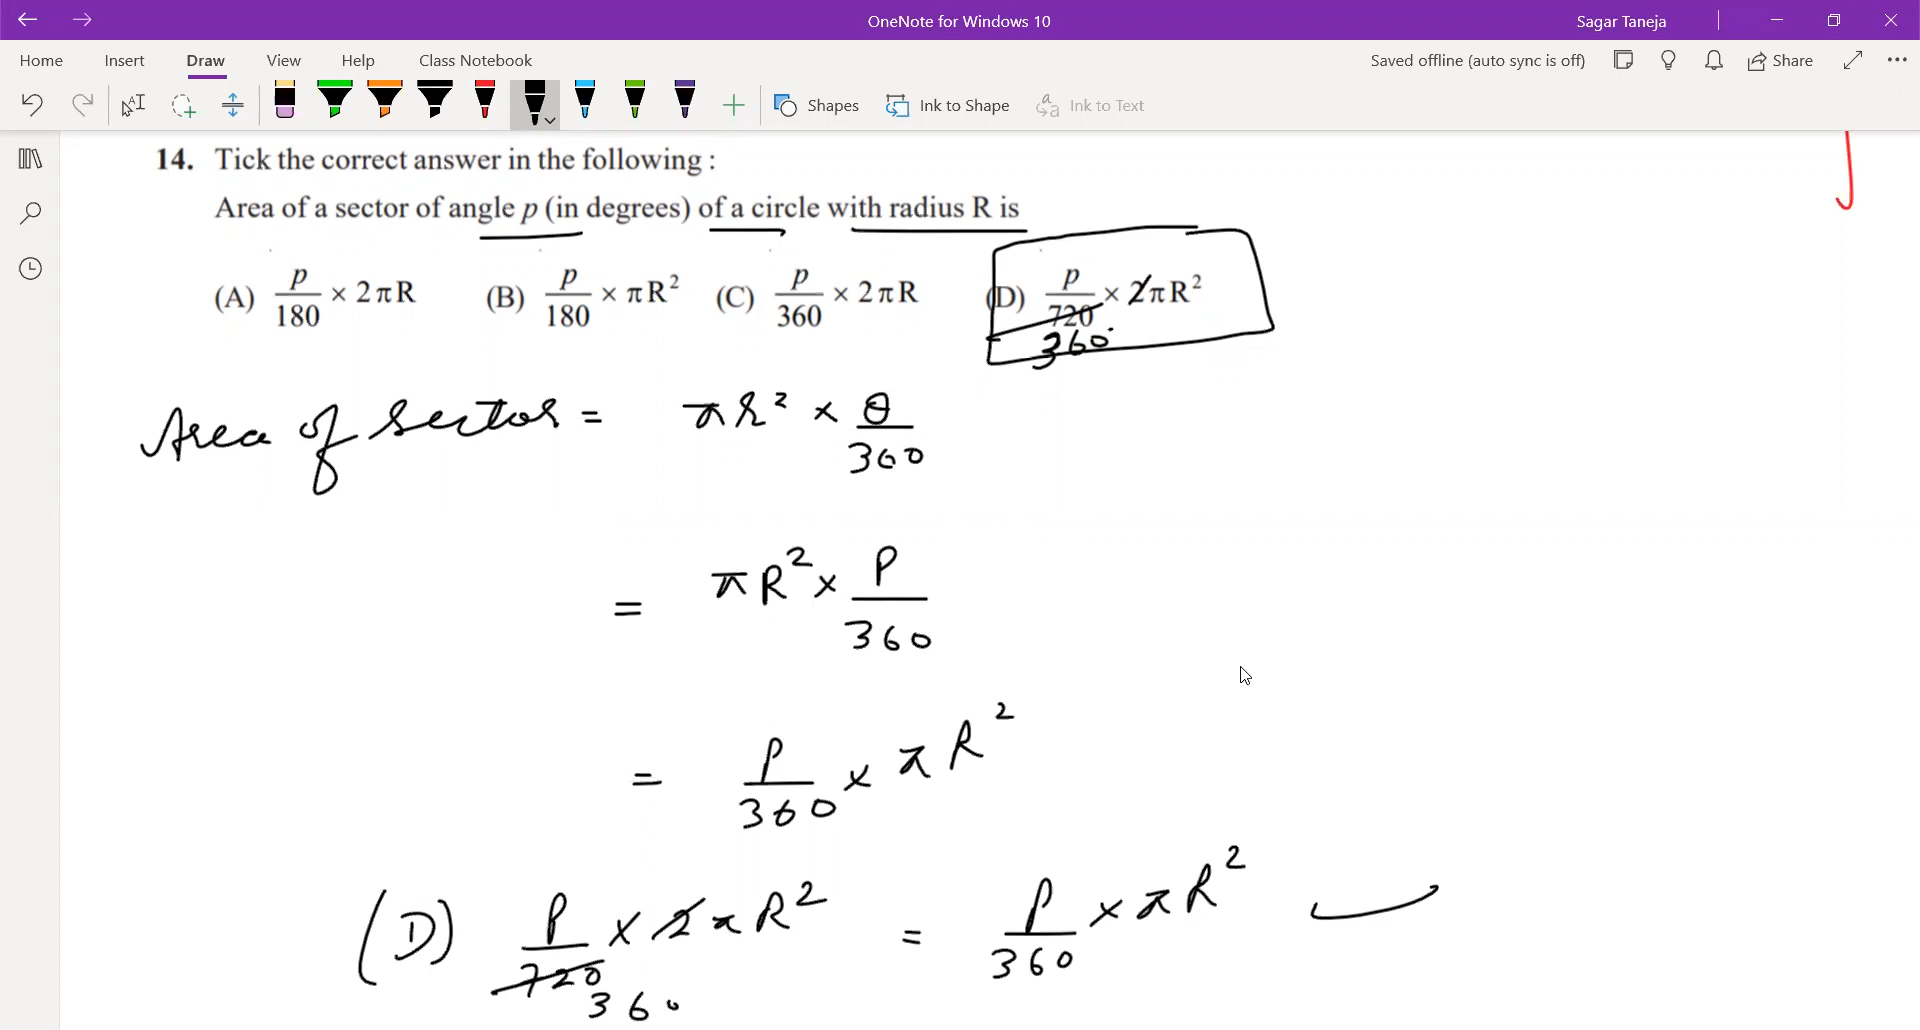 OneNote for Windows 10
Sagar Taneja
Home Insert Draw View Help Class Notebook
Saved offline (auto sync is off) Share
Shapes Ink to Shape Ink to Text
14. Tick the correct answer in the following :
Area of a sector of angle p (in degrees) of a circle with radius R is
(A) p/180 × 2πR (B) p/180 × πR² (C) p/360 × 2πR (D) p/720 × 2πR²
360
Area of sector = πr² × θ/360
= πR² × P/360
= P/360 × πR²
(D) P/720 × 2πR² = P/360 × πR²
360